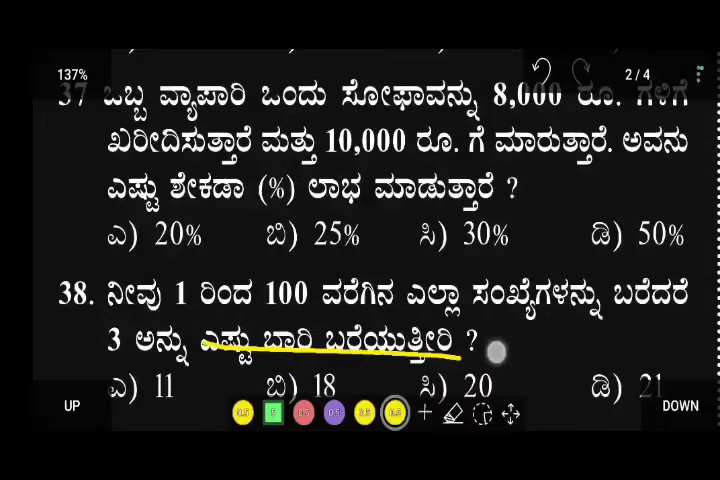 137%
2/4
37 ಒಬ್ಬ ವ್ಯಾಪಾರಿ ಒಂದು ಸೋಫಾವನ್ನು 8,000 ರೂ. ಗಳಿಗೆ
ಖರೀದಿಸುತ್ತಾರೆ ಮತ್ತು 10,000 ರೂ. ಗೆ ಮಾರುತ್ತಾರೆ. ಅವನು
ಎಷ್ಟು ಶೇಕಡಾ (%) ಲಾಭ ಮಾಡುತ್ತಾರೆ ?
ಎ) 20% ಬಿ) 25% ಸಿ) 30% ಡಿ) 50%
38. ನೀವು 1 ರಿಂದ 100 ವರೆಗಿನ ಎಲ್ಲಾ ಸಂಖ್ಯೆಗಳನ್ನು ಬರೆದರೆ
3 ಅನ್ನು ಎಷ್ಟು ಬಾರಿ ಬರೆಯುತ್ತೀರಿ ?
ಎ) 11 ಬಿ) 18 ಸಿ) 20 ಡಿ) 21
UP
DOWN